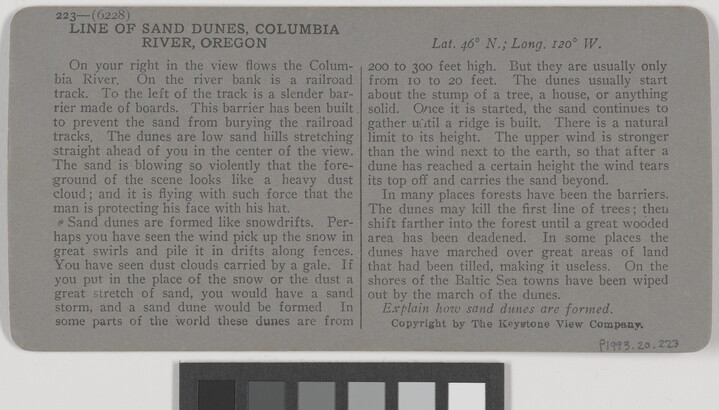 223—(6228)
LINE OF SAND DUNES, COLUMBIA
RIVER, OREGON
On your right in the view flows the Colum-
bia River. On the river bank is a railroad
track. To the left of the track is a slender bar-
rier made of boards. This barrier has been built
to prevent the sand from burying the railroad
tracks. The dunes are low sand hills stretching
straight ahead of you in the center of the view.
The sand is blowing so violently that the fore-
ground of the scene looks like a heavy dust
cloud; and it is flying with such force that the
man is protecting his face with his hat.
Sand dunes are formed like snowdrifts. Per-
haps you have seen the wind pick up the snow in
great swirls and pile it in drifts along fences.
You have seen dust clouds carried by a gale. If
you put in the place of the snow or the dust a
great stretch of sand, you would have a sand
storm, and a sand dune would be formed In
some parts of the world these dunes are from
Lat. 46° N.; Long. 120° W.
200 to 300 feet high. But they are usually only
from 10 to 20 feet. The dunes usually start
about the stump of a tree, a house, or anything
solid. Once it is started, the sand continues to
gather until a ridge is built. There is a natural
limit to its height. The upper wind is stronger
than the wind next to the earth, so that after a
dune has reached a certain height the wind tears
its top off and carries the sand beyond.
In many places forests have been the barriers.
The dunes may kill the first line of trees; then
shift farther into the forest until a great wooded
area has been deadened. In some places the
dunes have marched over great areas of land
that had been tilled, making it useless. On the
shores of the Baltic Sea towns have been wiped
out by the march of the dunes.
Explain how sand dunes are formed.
Copyright by The Keystone View Company.
P1993.20.223